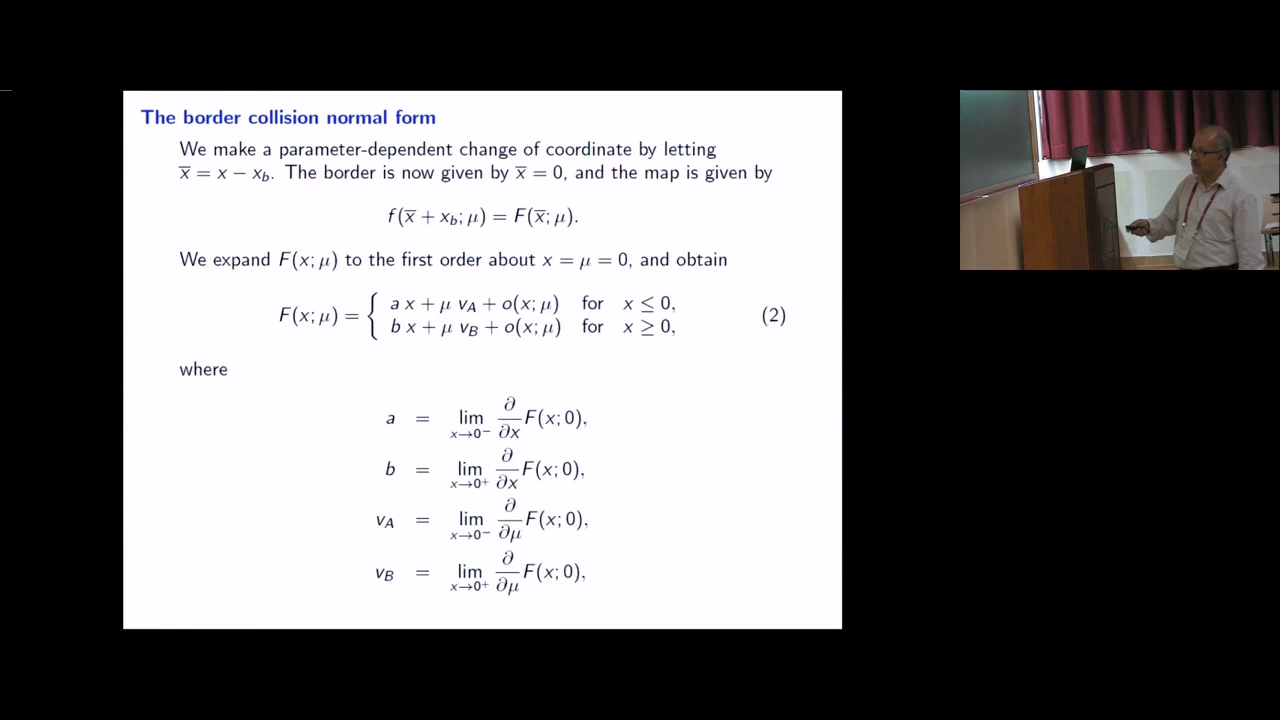 The border collision normal form
We make a parameter-dependent change of coordinate by letting
x̅ = x − x_b. The border is now given by x̅ = 0, and the map is given by
f(x̅ + x_b; μ) = F(x̅; μ).
We expand F(x; μ) to the first order about x = μ = 0, and obtain
F(x; μ) = { a x + μ v_A + o(x; μ) for x ≤ 0,
b x + μ v_B + o(x; μ) for x ≥ 0, (2)
where
a = lim_{x→0⁻} ∂/∂x F(x; 0),
b = lim_{x→0⁺} ∂/∂x F(x; 0),
v_A = lim_{x→0⁻} ∂/∂μ F(x; 0),
v_B = lim_{x→0⁺} ∂/∂μ F(x; 0),